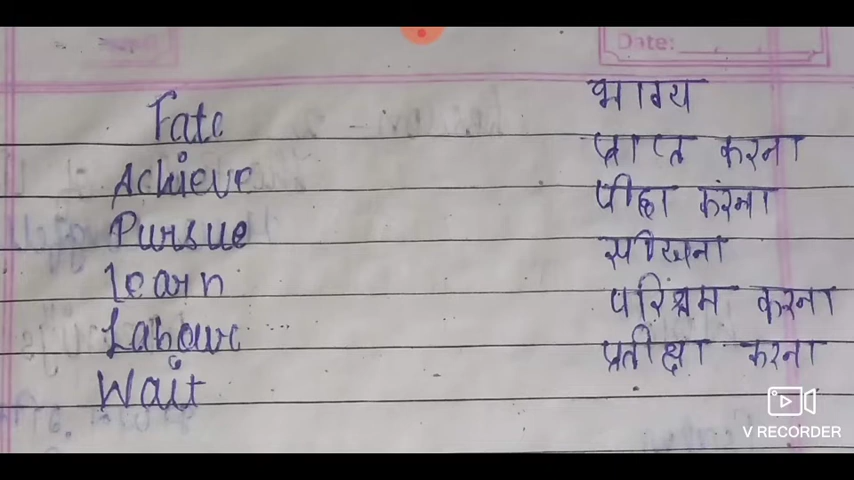 Date:
Fate भाग्य
Achieve प्राप्त करना
Pursue पीछा करना
Learn सीखना
Labour परिश्रम करना
Wait प्रतीक्षा करना
V RECORDER